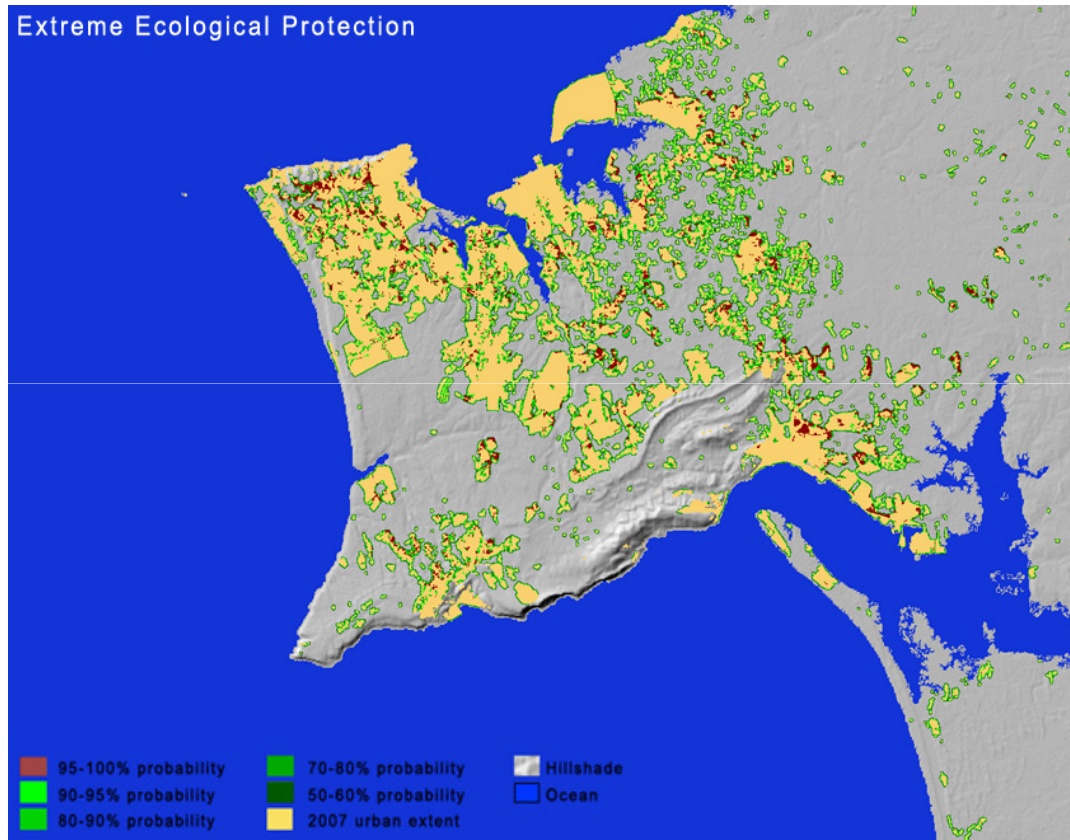 Extreme Ecological Protection
95-100% probability
90-95% probability
80-90% probability
70-80% probability
50-60% probability
2007 urban extent
Hillshade
Ocean